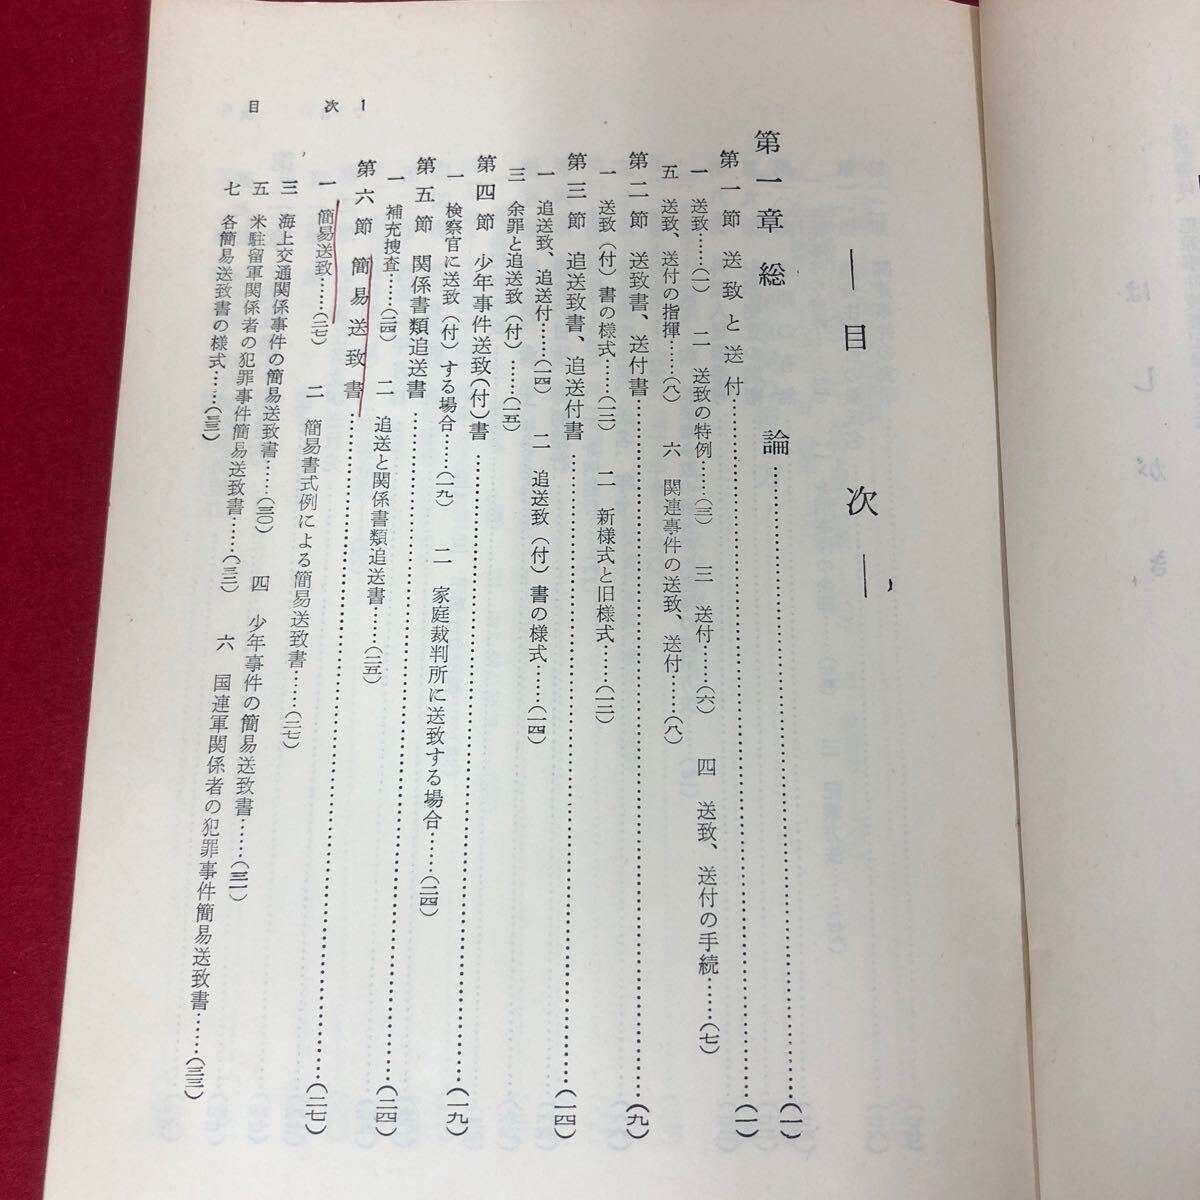 はしがき
―目次―
第一章 総論……(一)
第一節 送致と送付……(一)
一 送致……(一) 二 送致の特例……(三) 三 送付……(六) 四 送致、送付の手続……(七)
五 送致、送付の指揮……(八) 六 関連事件の送致、送付……(八)
第二節 送致書、送付書……(九)
一 送致(付)書の様式……(一二) 二 新様式と旧様式……(一二)
第三節 追送致書、追送付書……(一四)
一 追送致、追送付……(一四) 二 追送致(付)書の様式……(一四)
三 余罪と追送致(付)……(一五)
第四節 少年事件送致(付)書……(一九)
一 検察官に送致(付)する場合……(一九) 二 家庭裁判所に送致する場合……(二四)
第五節 関係書類追送書……(二四)
一 補充捜査……(二四) 二 追送と関係書類追送書……(二五)
第六節 簡易送致書……(二七)
一 簡易送致……(二七) 二 簡易書式例による簡易送致書……(二七)
三 海上交通関係事件の簡易送致書……(三〇) 四 少年事件の簡易送致書……(三一)
五 米駐留軍関係者の犯罪事件簡易送致書……(三二) 六 国連軍関係者の犯罪事件簡易送致書……(三三)
七 各簡易送致書の様式……(三三)
目次 1